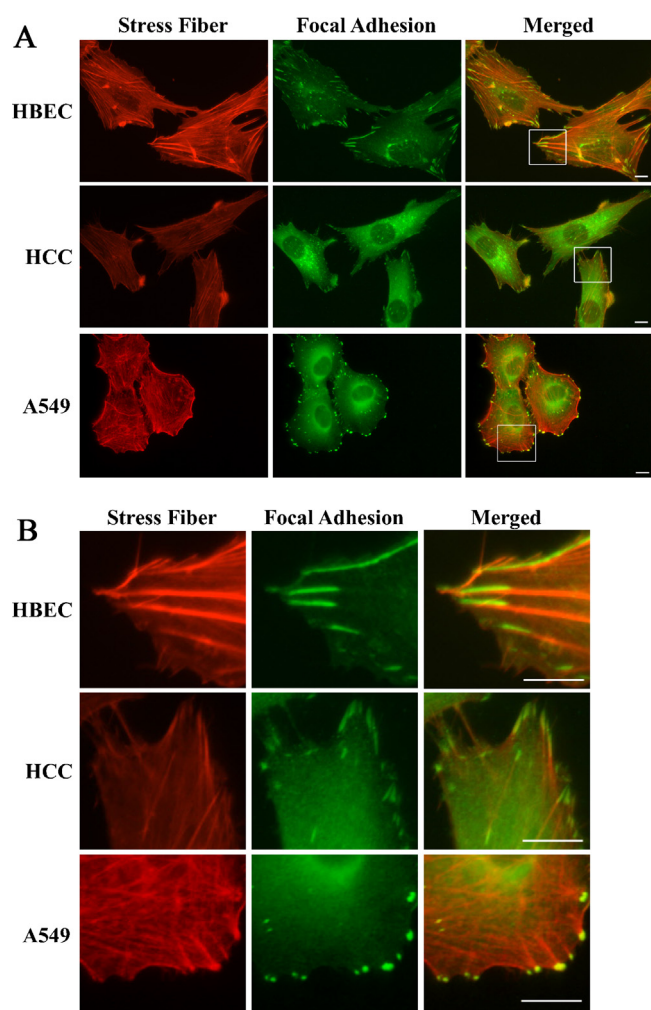 A
Stress Fiber Focal Adhesion Merged
HBEC
HCC
A549
B
Stress Fiber Focal Adhesion Merged
HBEC
HCC
A549